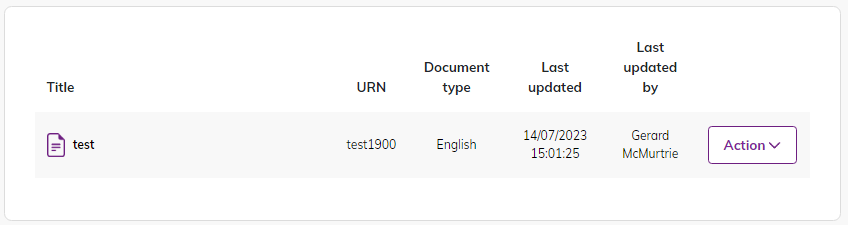 Title
URN
Document
type
Last
updated
Last
updated
by
test
test1900
English
14/07/2023
15:01:25
Gerard
McMurtrie
Action